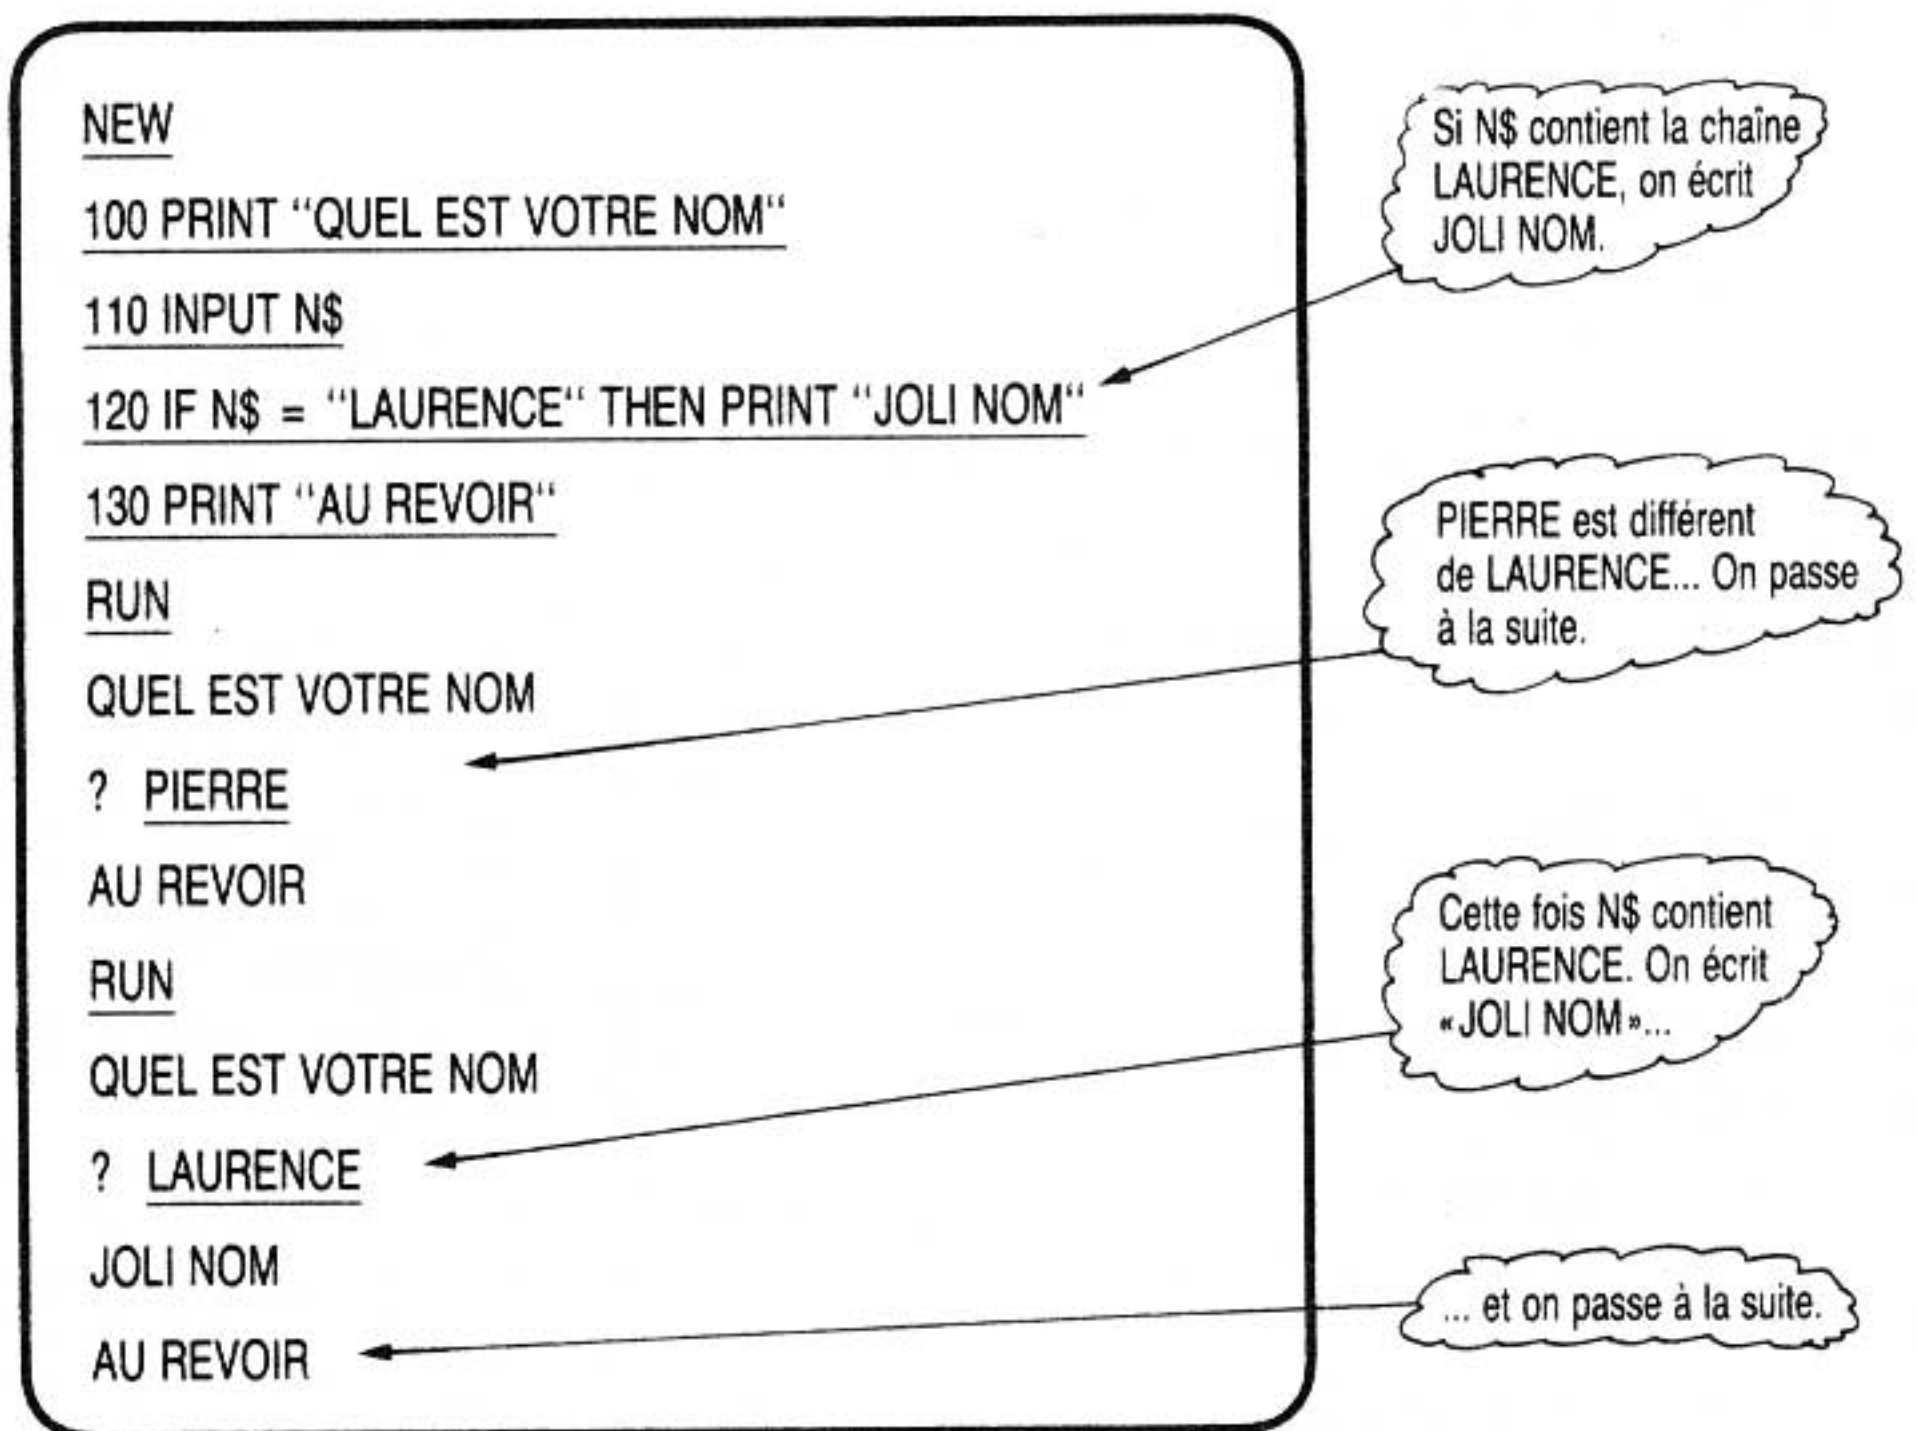 NEW
100 PRINT “QUEL EST VOTRE NOM“
110 INPUT N$
120 IF N$ = “LAURENCE“ THEN PRINT “JOLI NOM“
130 PRINT “AU REVOIR“
RUN
QUEL EST VOTRE NOM
? PIERRE
AU REVOIR
RUN
QUEL EST VOTRE NOM
? LAURENCE
JOLI NOM
AU REVOIR
Si N$ contient la chaîne
LAURENCE, on écrit
JOLI NOM.
PIERRE est différent
de LAURENCE... On passe
à la suite.
Cette fois N$ contient
LAURENCE. On écrit
«JOLI NOM»...
... et on passe à la suite.